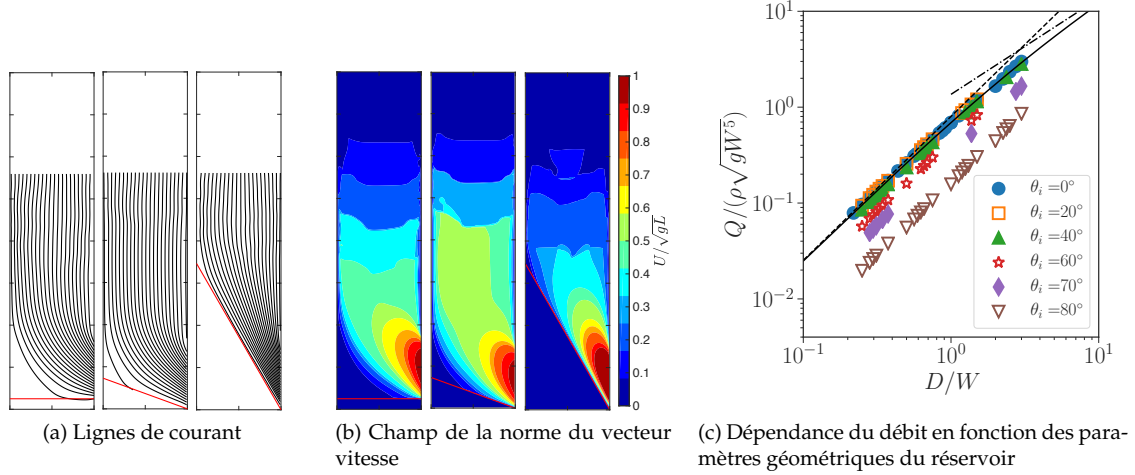 1
0.9
0.8
0.7
0.6
0.5
0.4
0.3
0.2
0.1
0
U/√gL
10¹
10⁰
10⁻¹
10⁻²
Q/(ρ√gW⁵)
θᵢ =0°
θᵢ =20°
θᵢ =40°
θᵢ =60°
θᵢ =70°
θᵢ =80°
10⁻¹ 10⁰ 10¹
D/W
(a) Lignes de courant
(b) Champ de la norme du vecteur
vitesse
(c) Dépendance du débit en fonction des para-
mètres géométriques du réservoir